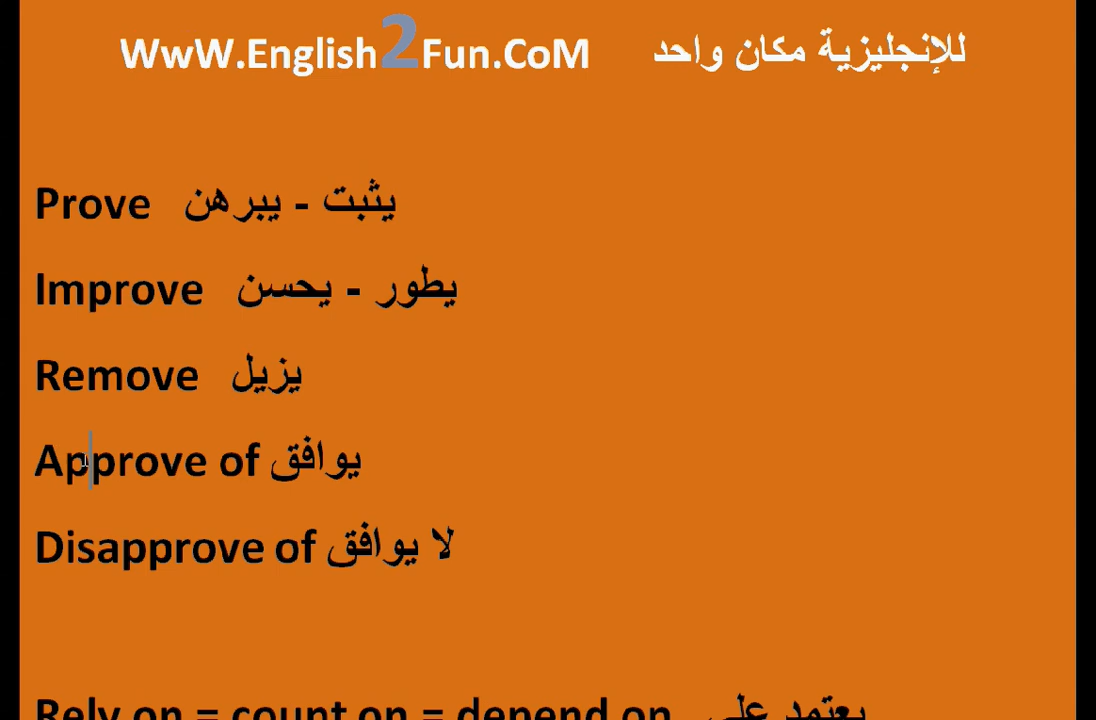 WwW.English2Fun.CoM للإنجليزية مكان واحد
Prove يثبت - يبرهن
Improve يطور - يحسن
Remove يزيل
Approve of يوافق
Disapprove of لا يوافق
Rely on = count on = depend on يعتمد على